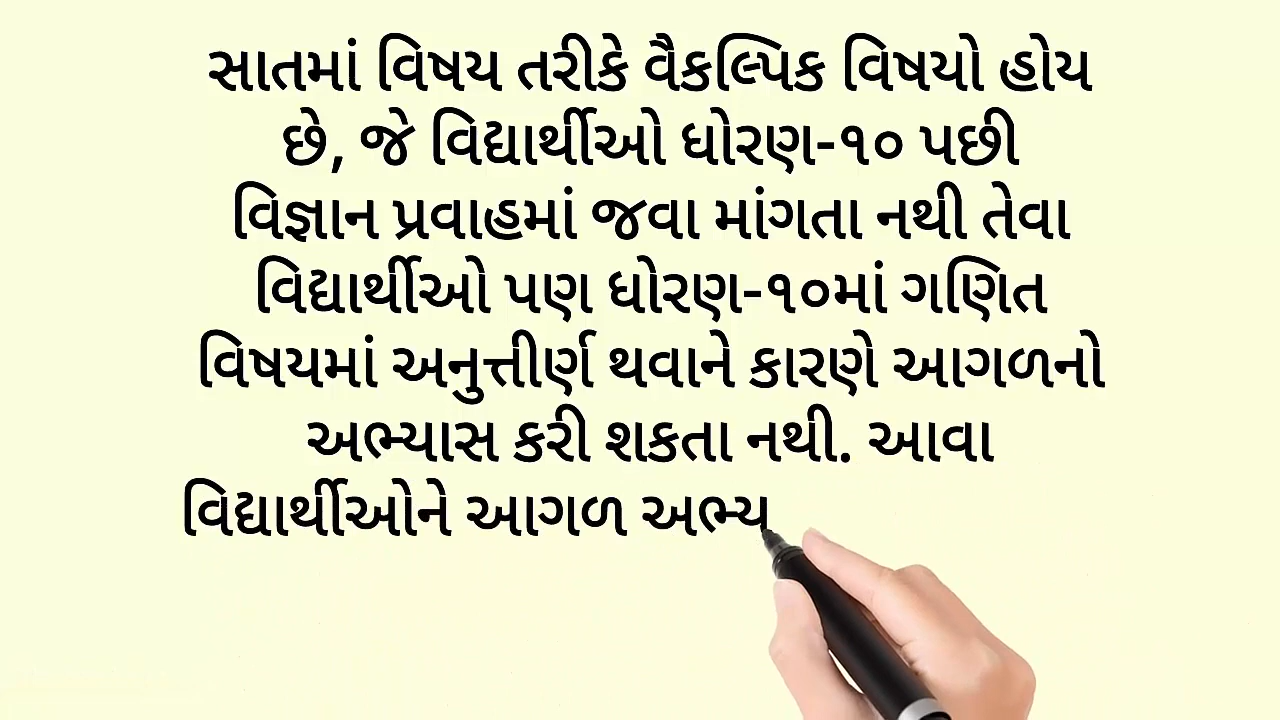 સાતમાં વિષય તરીકે વૈકલ્પિક વિષયો હોય
છે, જે વિદ્યાર્થીઓ ધોરણ-૧૦ પછી
વિજ્ઞાન પ્રવાહમાં જવા માંગતા નથી તેવા
વિદ્યાર્થીઓ પણ ધોરણ-૧૦માં ગણિત
વિષયમાં અનુત્તીર્ણ થવાને કારણે આગળનો
અભ્યાસ કરી શકતા નથી. આવા
વિદ્યાર્થીઓને આગળ અભ્ય